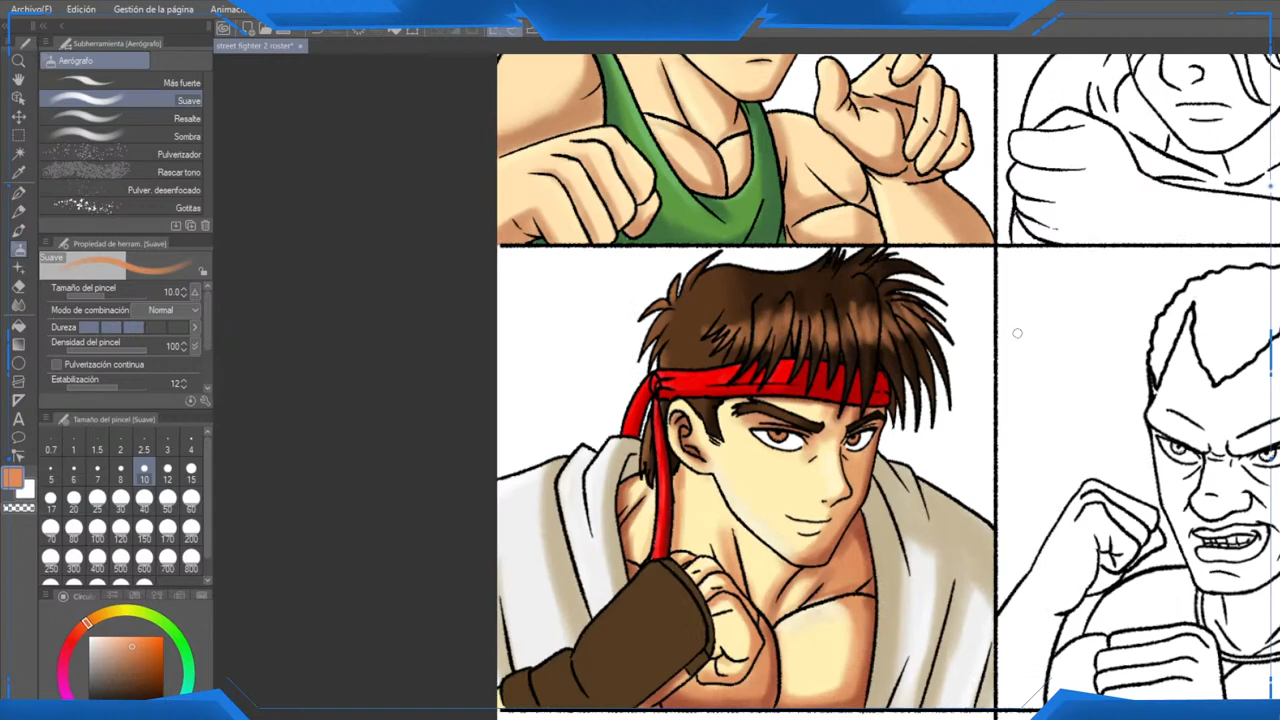 Archivo(F) Edición Gestión de la página Animació
street fighter 2 roster*
Subherramienta (Aerógrafo)
Aerógrafo
Más fuerte
Suave
Resalte
Sombra
Pulverizador
Rascar tono
Pulver. desenfocado
Gotitas
Propiedad de herram. [Suave]
Suave
Tamaño del pincel 10.0
Modo de combinación Normal
Dureza
Densidad del pincel 100
Pulverización continua
Estabilización 12
Tamaño del pincel [Suave]
0.7 1 1.5 2 2.5 3 4
5 6 7 8 10 12 15
17 20 25 30 40 50 60
70 80 100 120 150 170 200
250 300 400 500 600 700 800
Círculo